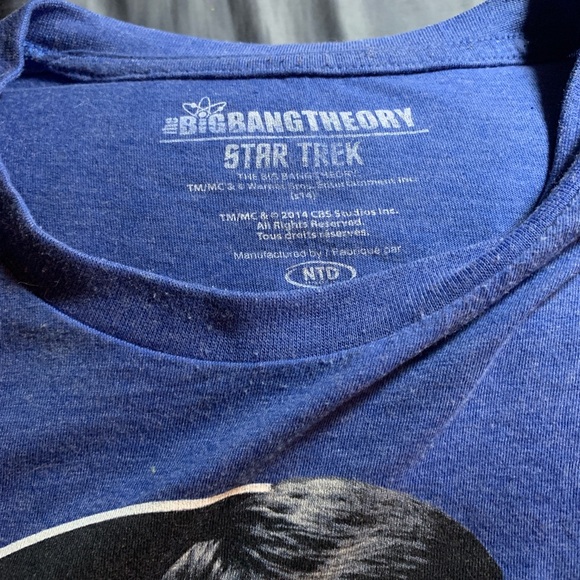 the BIGBANGTHEORY
STAR TREK
THE BIG BANG THEORY
TM/MC & © Warner Bros. Entertainment Inc.
(s14)
TM/MC & © 2014 CBS Studios Inc.
All Rights Reserved.
Tous droits réservés.
Manufactured by / Fabriqué par
NTD